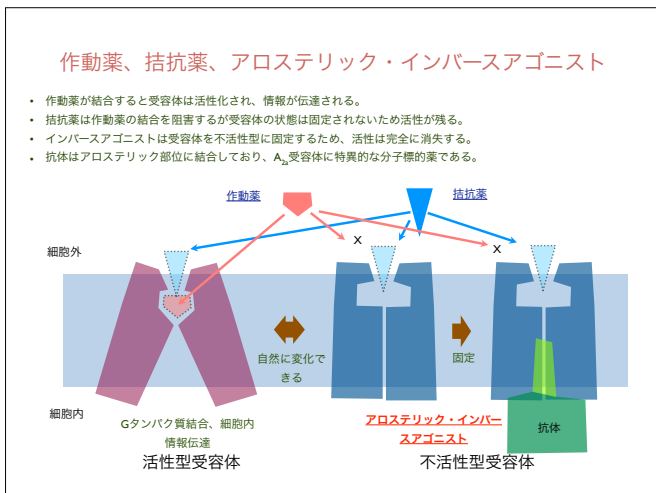 作動薬、拮抗薬、アロステリック・インバースアゴニスト
• 作動薬が結合すると受容体は活性化され、情報が伝達される。
• 拮抗薬は作動薬の結合を阻害するが受容体の状態は固定されないため活性が残る。
• インバースアゴニストは受容体を不活性型に固定するため、活性は完全に消失する。
• 抗体はアロステリック部位に結合しており、A2a受容体に特異的な分子標的薬である。
作動薬
拮抗薬
X
X
細胞外
自然に変化で
きる
固定
細胞内
Gタンパク質結合、細胞内
情報伝達
アロステリック・インバー
スアゴニスト
抗体
活性型受容体
不活性型受容体